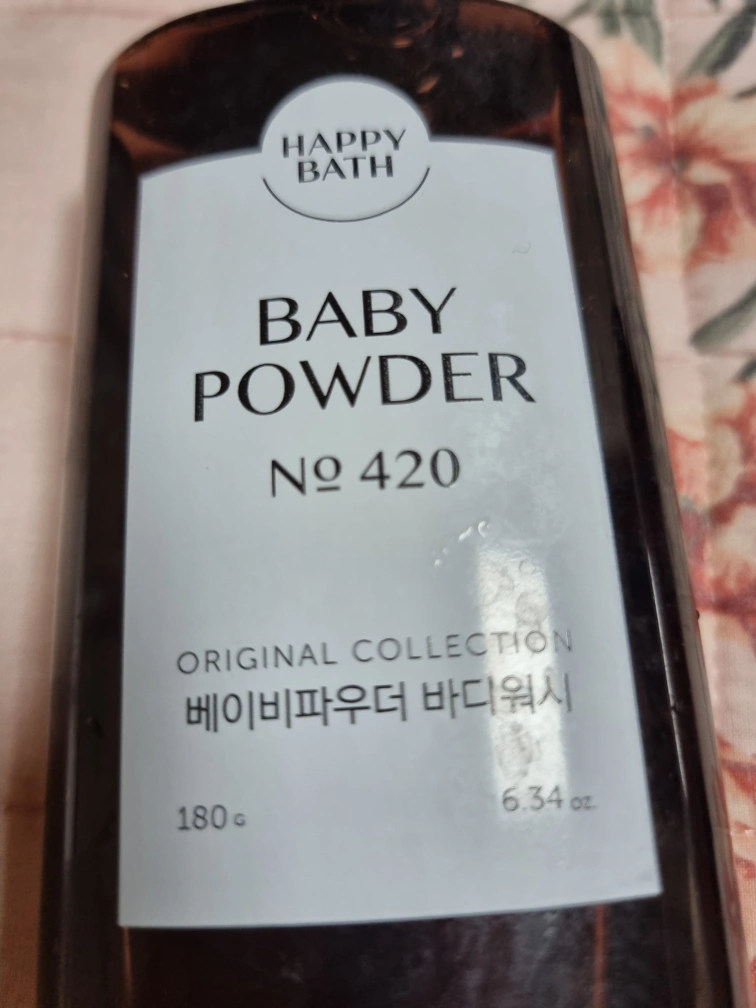 HAPPY
BATH
BABY
POWDER
Nº 420
ORIGINAL COLLECTION
베이비파우더 바디워시
180 G
6.34 oz.